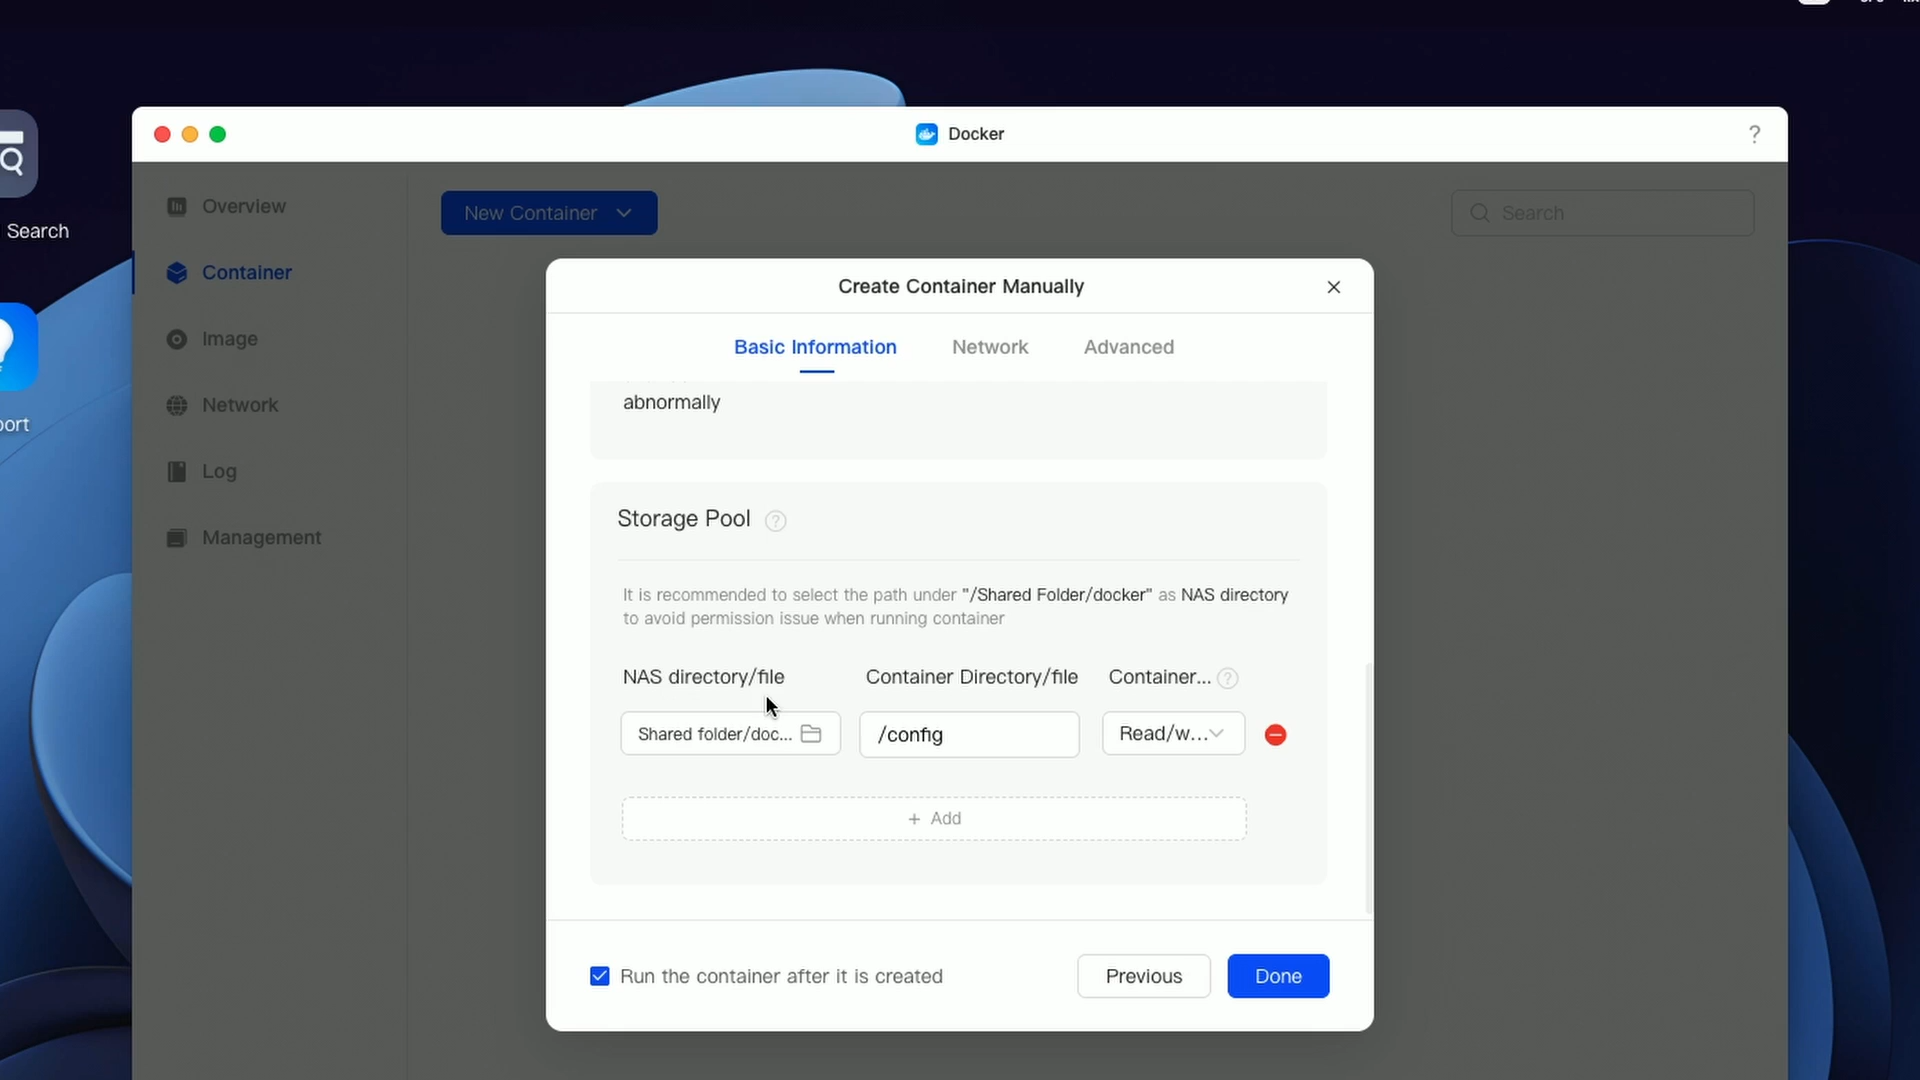 Docker
?
Search
port
Overview
Container
Image
Network
Log
Management
New Container
Search
Create Container Manually
Basic Information
Network
Advanced
abnormally
Storage Pool ?
It is recommended to select the path under "/Shared Folder/docker" as NAS directory
to avoid permission issue when running container
NAS directory/file
Container Directory/file
Container... ?
Shared folder/doc...
/config
Read/w...
+ Add
Run the container after it is created
Previous
Done